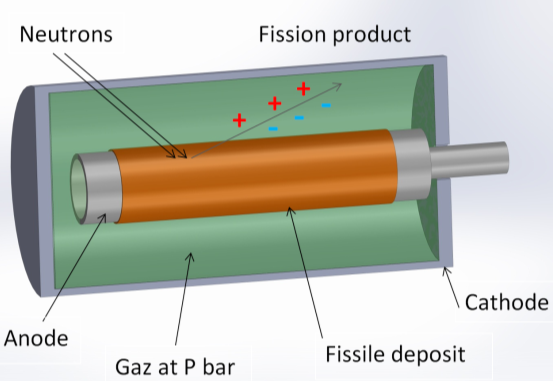 Neutrons
Fission product
+ + +
- - -
Cathode
Anode
Gaz at P bar
Fissile deposit